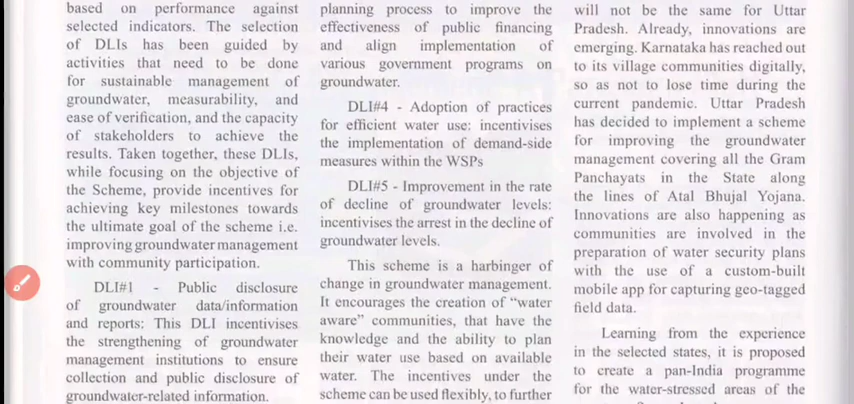 based on performance against
selected indicators. The selection
of DLIs has been guided by
activities that need to be done
for sustainable management of
groundwater, measurability, and
ease of verification, and the capacity
of stakeholders to achieve the
results. Taken together, these DLIs,
while focusing on the objective of
the Scheme, provide incentives for
achieving key milestones towards
the ultimate goal of the scheme i.e.
improving groundwater management
with community participation.
DLI#1 - Public disclosure
of groundwater data/information
and reports: This DLI incentivises
the strengthening of groundwater
management institutions to ensure
collection and public disclosure of
groundwater-related information.
planning process to improve the
effectiveness of public financing
and align implementation of
various government programs on
groundwater.
DLI#4 - Adoption of practices
for efficient water use: incentivises
the implementation of demand-side
measures within the WSPs
DLI#5 - Improvement in the rate
of decline of groundwater levels:
incentivises the arrest in the decline of
groundwater levels.
This scheme is a harbinger of
change in groundwater management.
It encourages the creation of “water
aware” communities, that have the
knowledge and the ability to plan
their water use based on available
water. The incentives under the
scheme can be used flexibly, to further
will not be the same for Uttar
Pradesh. Already, innovations are
emerging. Karnataka has reached out
to its village communities digitally,
so as not to lose time during the
current pandemic. Uttar Pradesh
has decided to implement a scheme
for improving the groundwater
management covering all the Gram
Panchayats in the State along
the lines of Atal Bhujal Yojana.
Innovations are also happening as
communities are involved in the
preparation of water security plans
with the use of a custom-built
mobile app for capturing geo-tagged
field data.
Learning from the experience
in the selected states, it is proposed
to create a pan-India programme
for the water-stressed areas of the